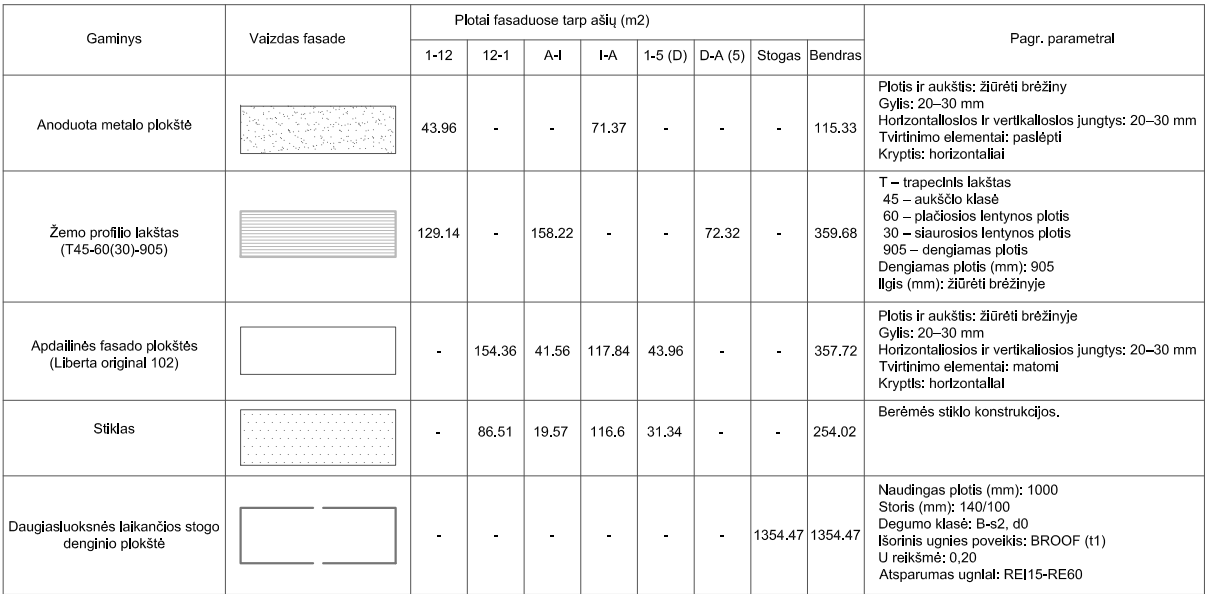 Gaminys
Vaizdas fasade
Plotai fasaduose tarp ašių (m2)
Pagr. parametraI
1-12
12-1
A-I
I-A
1-5 (D)
D-A (5)
Stogas
Bendras
Anoduota metalo plokštė
43.96
-
-
71.37
-
-
-
115.33
Plotis ir aukštis: žiūrėti brėžiny
Gylis: 20–30 mm
Horizontaliosios ir vertikaliosios jungtys: 20–30 mm
Tvirtinimo elementai: paslėpti
Kryptis: horizontaliai
Žemo profilio lakštas
(T45-60(30)-905)
129.14
-
158.22
-
-
72.32
-
359.68
T – trapecinis lakštas
45 – aukščio klasė
60 – plačiosios lentynos plotis
30 – siaurosios lentynos plotis
905 – dengiamas plotis
Dengiamas plotis (mm): 905
Ilgis (mm): žiūrėti brėžinyje
Apdailinės fasado plokštės
(Liberta original 102)
-
154.36
41.56
117.84
43.96
-
-
357.72
Plotis ir aukštis: žiūrėti brėžinyje
Gylis: 20–30 mm
Horizontaliosios ir vertikaliosios jungtys: 20–30 mm
Tvirtinimo elementai: matomi
Kryptis: horizontaliai
Stiklas
-
86.51
19.57
116.6
31.34
-
-
254.02
Berėmės stiklo konstrukcijos.
Daugiasluoksnės laikančios stogo
denginio plokštė
-
-
-
-
-
-
1354.47
1354.47
Naudingas plotis (mm): 1000
Storis (mm): 140/100
Degumo klasė: B-s2, d0
Išorinis ugnies poveikis: BROOF (t1)
U reikšmė: 0,20
Atsparumas ugniai: REI15-RE60